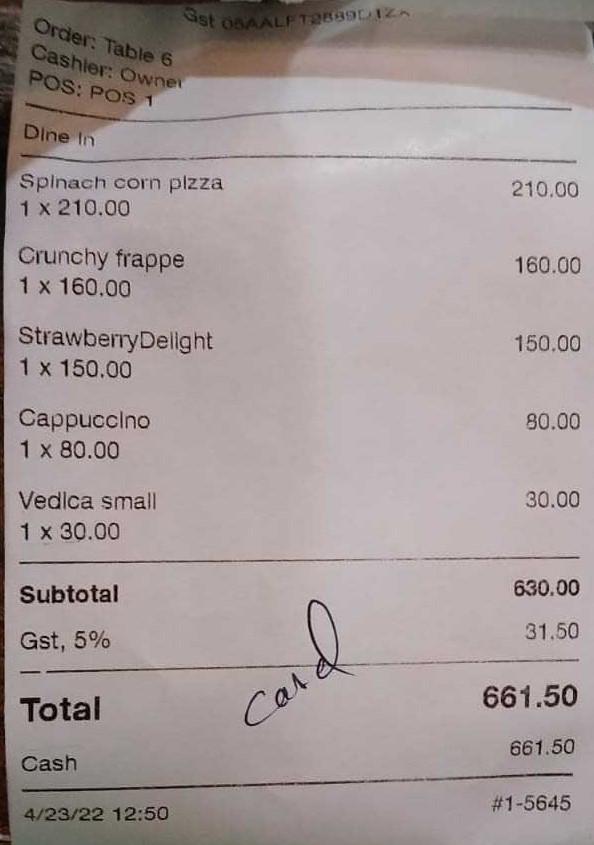 Order: Table 6
Cashier: Owner
POS: POS 1
Dine In
Spinach corn pizza 210.00
1 x 210.00
Crunchy frappe 160.00
1 x 160.00
StrawberryDelight 150.00
1 x 150.00
Cappuccino 80.00
1 x 80.00
Vedica small 30.00
1 x 30.00
Subtotal 630.00
Gst, 5% 31.50
Card
Total 661.50
Cash 661.50
4/23/22 12:50 #1-5645